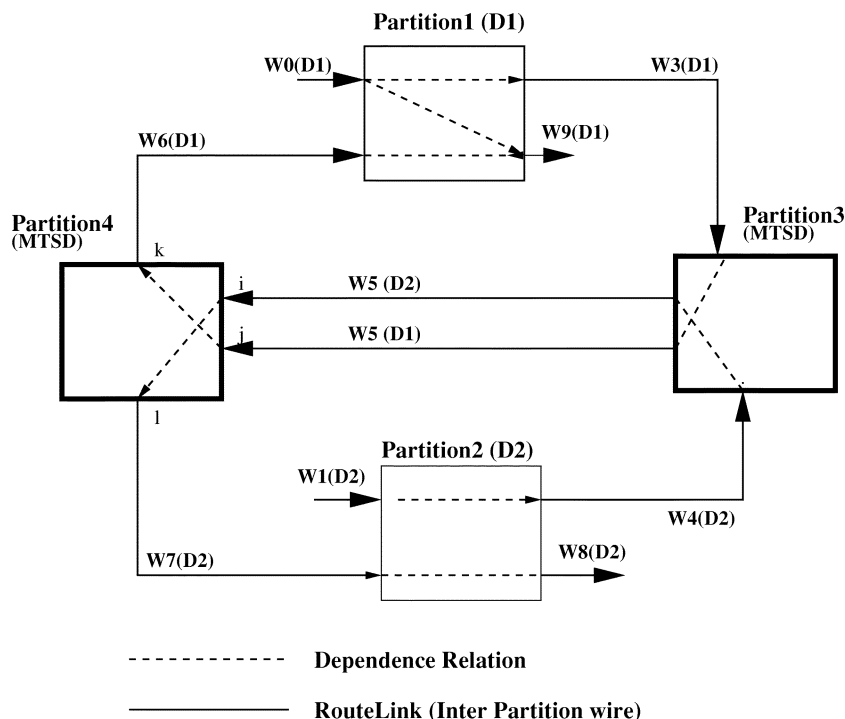 Partition1 (D1)
W0(D1)
W3(D1)
W9(D1)
W6(D1)
Partition4
(MTSD)
Partition3
(MTSD)
k
i
W5 (D2)
j
W5 (D1)
l
Partition2 (D2)
W1(D2)
W4(D2)
W8(D2)
W7(D2)
Dependence Relation
RouteLink (Inter Partition wire)